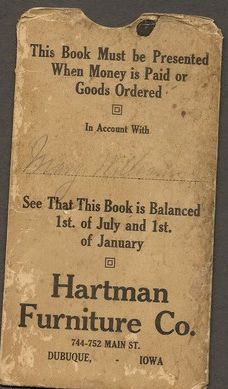 This Book Must be Presented
When Money is Paid or
Goods Ordered
In Account With
See That This Book is Balanced
1st. of July and 1st.
of January
Hartman
Furniture Co.
744-752 MAIN ST.
DUBUQUE, - IOWA